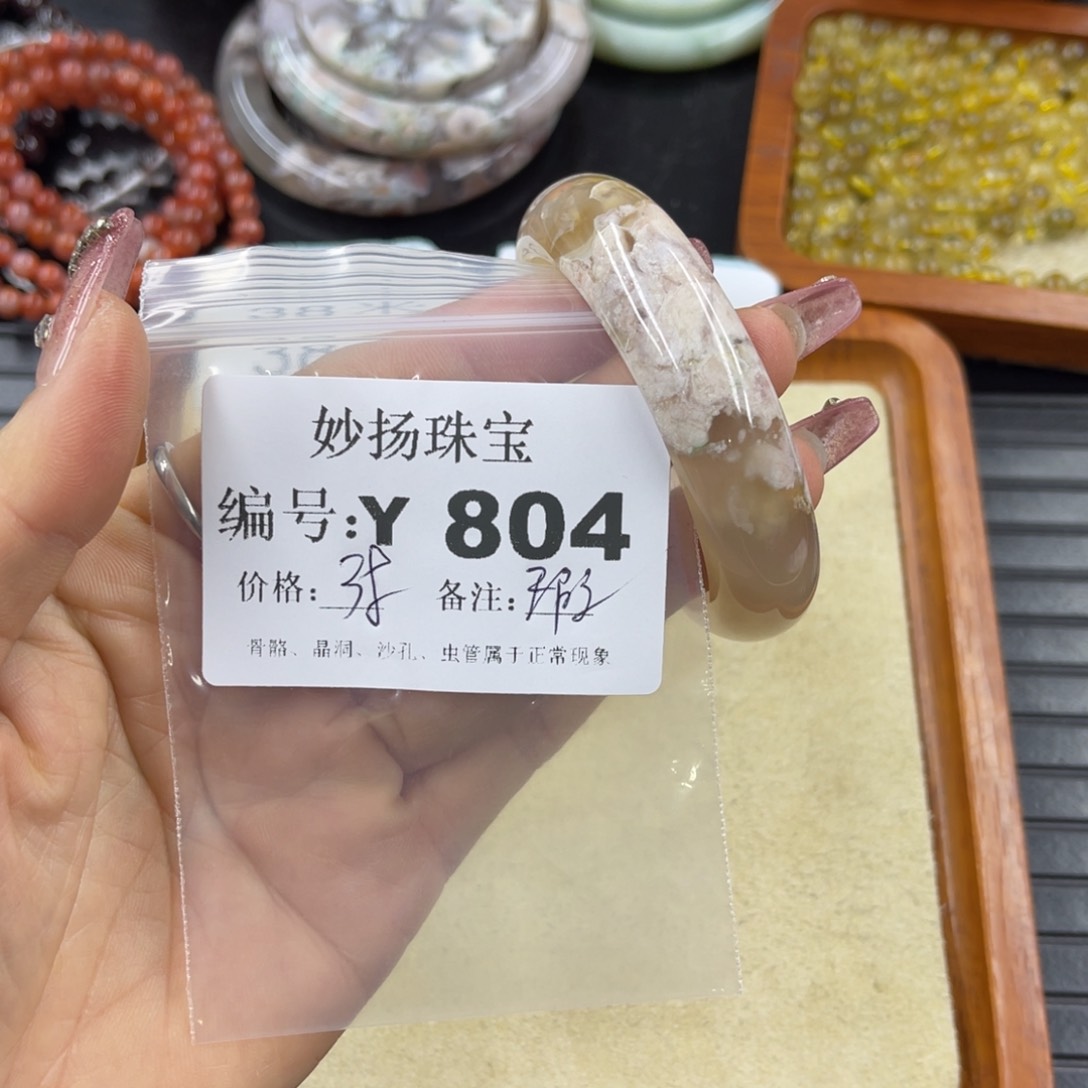 妙扬珠宝
编号:Y 804
价格: 备注:
骨骼、晶洞、沙孔、虫管属于正常现象